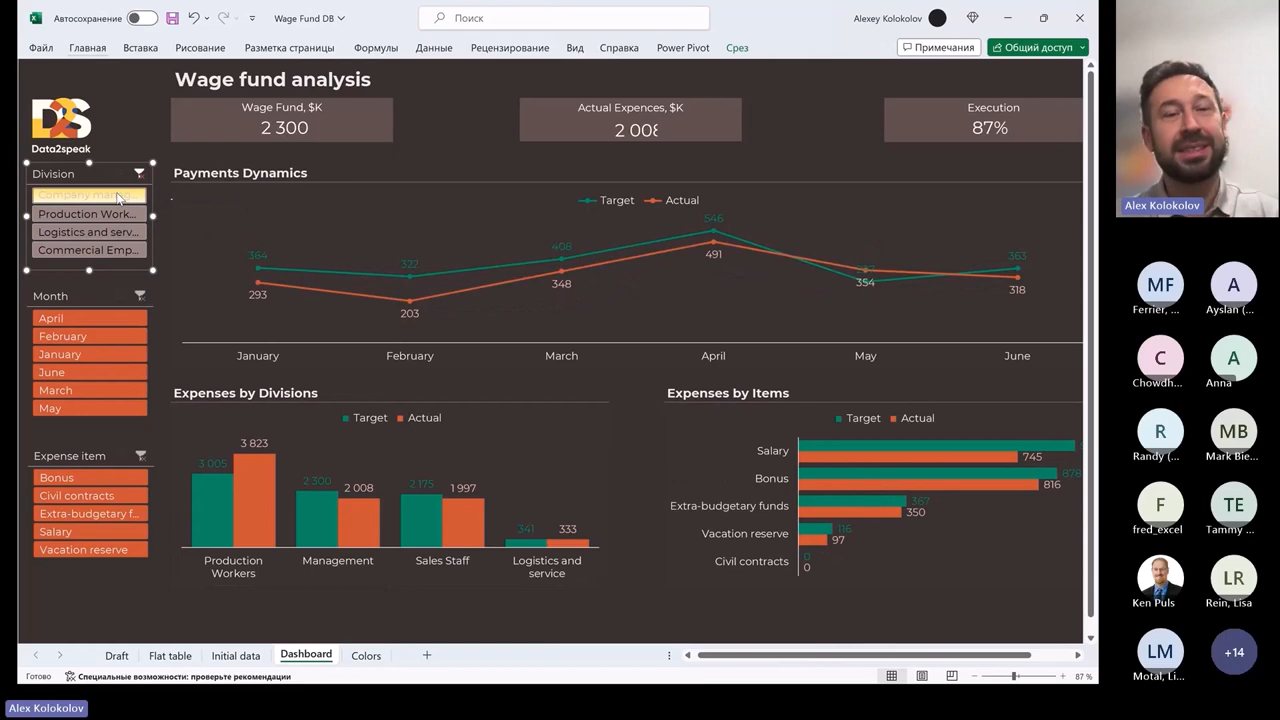 Автосохранение
Wage Fund DB
Поиск
Alexey Kolokolov
Файл Главная Вставка Рисование Разметка страницы Формулы Данные Рецензирование Вид Справка Power Pivot Срез
Примечания
Общий доступ
D2S
Data2speak
Wage fund analysis
Wage Fund, $K
2 300
Actual Expences, $K
2 008
Execution
87%
Division
Company manag...
Production Work...
Logistics and serv...
Commercial Emp...
Month
April
February
January
June
March
May
Expense item
Bonus
Civil contracts
Extra-budgetary f...
Salary
Vacation reserve
Payments Dynamics
Target Actual
364 322 408 546 363
293 203 348 491 354 318
January February March April May June
Expenses by Divisions
Target Actual
3 005 3 823
2 300 2 008
2 175 1 997
341 333
Production Workers
Management
Sales Staff
Logistics and service
Expenses by Items
Target Actual
Salary
745
Bonus
878
816
Extra-budgetary funds
367
350
Vacation reserve
116
97
Civil contracts
0
0
Draft Flat table Initial data Dashboard Colors
Готово
Специальные возможности: проверьте рекомендации
87 %
Alex Kolokolov
Alex Kolokolov
MF
Ferrier, ...
A
Ayslan (...
C
Chowdh...
A
Anna
R
Randy (...
MB
Mark Bie...
F
fred_excel
TE
Tammy ...
Ken Puls
LR
Rein, Lisa
LM
Motal, Li...
+14